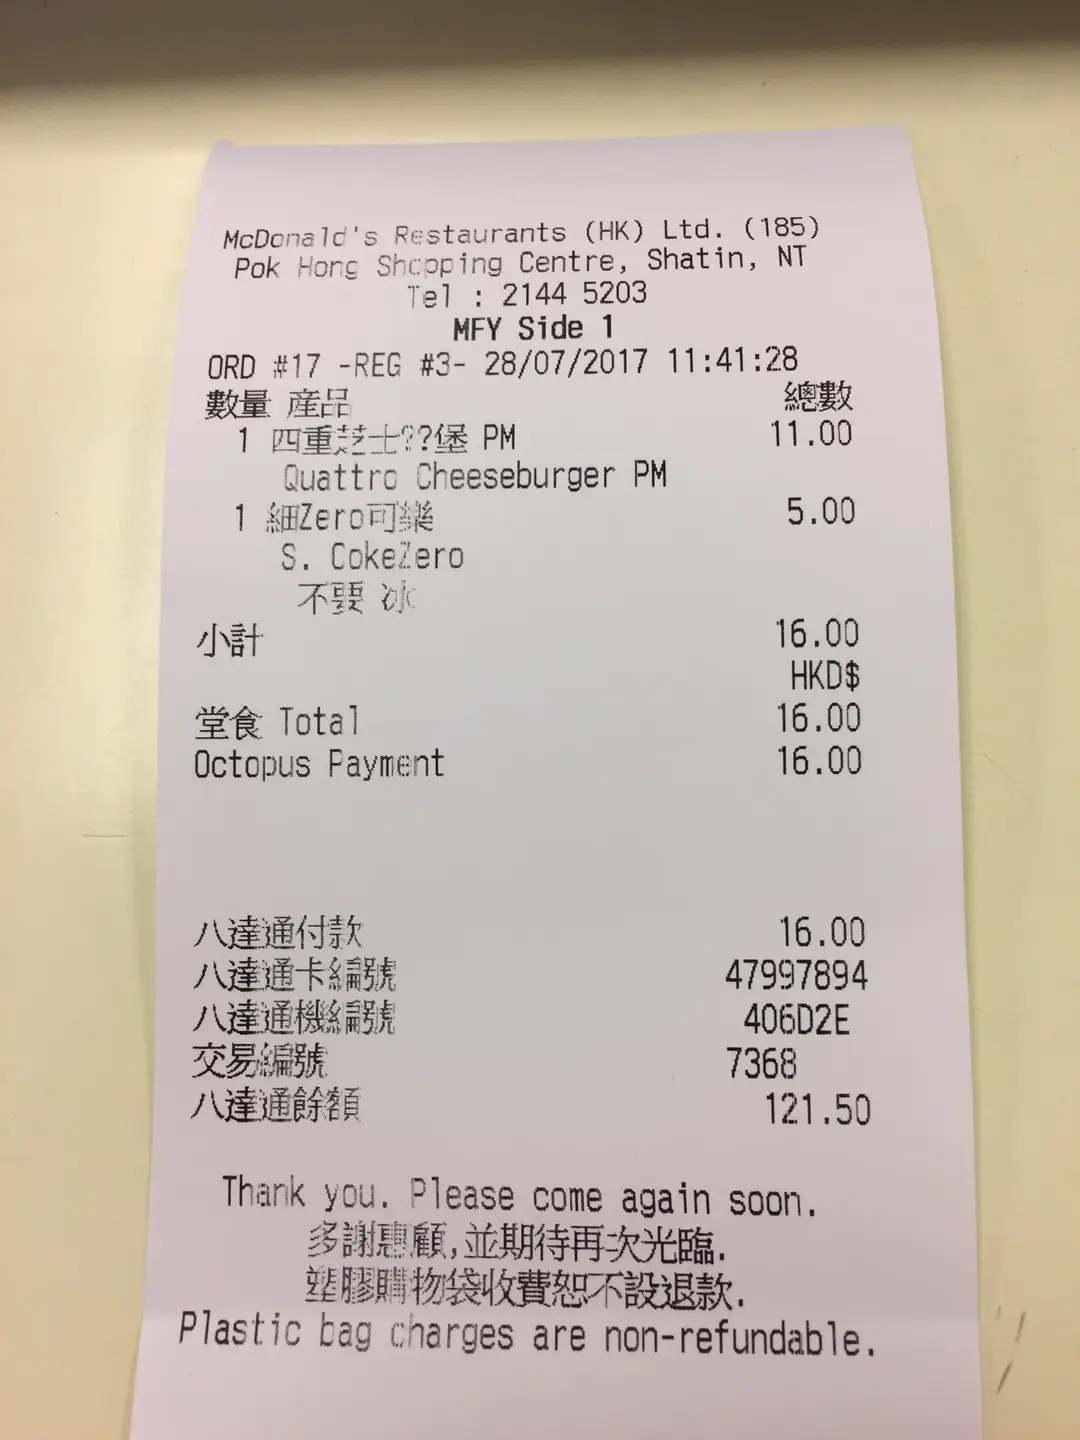 McDonald's Restaurants (HK) Ltd. (185)
Pok Hong Shopping Centre, Shatin, NT
Tel : 2144 5203
MFY Side 1
ORD #17 -REG #3- 28/07/2017 11:41:28
數量 產品 總數
1 四重芝士??堡 PM 11.00
Quattro Cheeseburger PM
1 細Zero可樂 5.00
S. CokeZero
不要 冰
小計 16.00
HKD$
堂食 Total 16.00
Octopus Payment 16.00
八達通付款 16.00
八達通卡編號 47997894
八達通機編號 406D2E
交易編號 7368
八達通餘額 121.50
Thank you. Please come again soon.
多謝惠顧,並期待再次光臨.
塑膠購物袋收費恕不設退款.
Plastic bag charges are non-refundable.